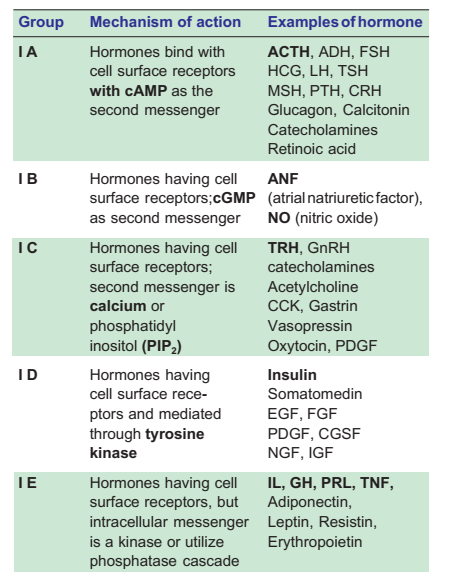 Group Mechanism of action Examples of hormone
I A Hormones bind with ACTH, ADH, FSH
cell surface receptors HCG, LH, TSH
with cAMP as the MSH, PTH, CRH
second messenger Glucagon, Calcitonin
Catecholamines
Retinoic acid
I B Hormones having cell ANF
surface receptors;cGMP (atrial natriuretic factor),
as second messenger NO (nitric oxide)
I C Hormones having cell TRH, GnRH
surface receptors; catecholamines
second messenger is Acetylcholine
calcium or CCK, Gastrin
phosphatidyl Vasopressin
inositol (PIP₂) Oxytocin, PDGF
I D Hormones having Insulin
cell surface rece- Somatomedin
ptors and mediated EGF, FGF
through tyrosine PDGF, CGSF
kinase NGF, IGF
I E Hormones having cell IL, GH, PRL, TNF,
surface receptors, but Adiponectin,
intracellular messenger Leptin, Resistin,
is a kinase or utilize Erythropoietin
phosphatase cascade